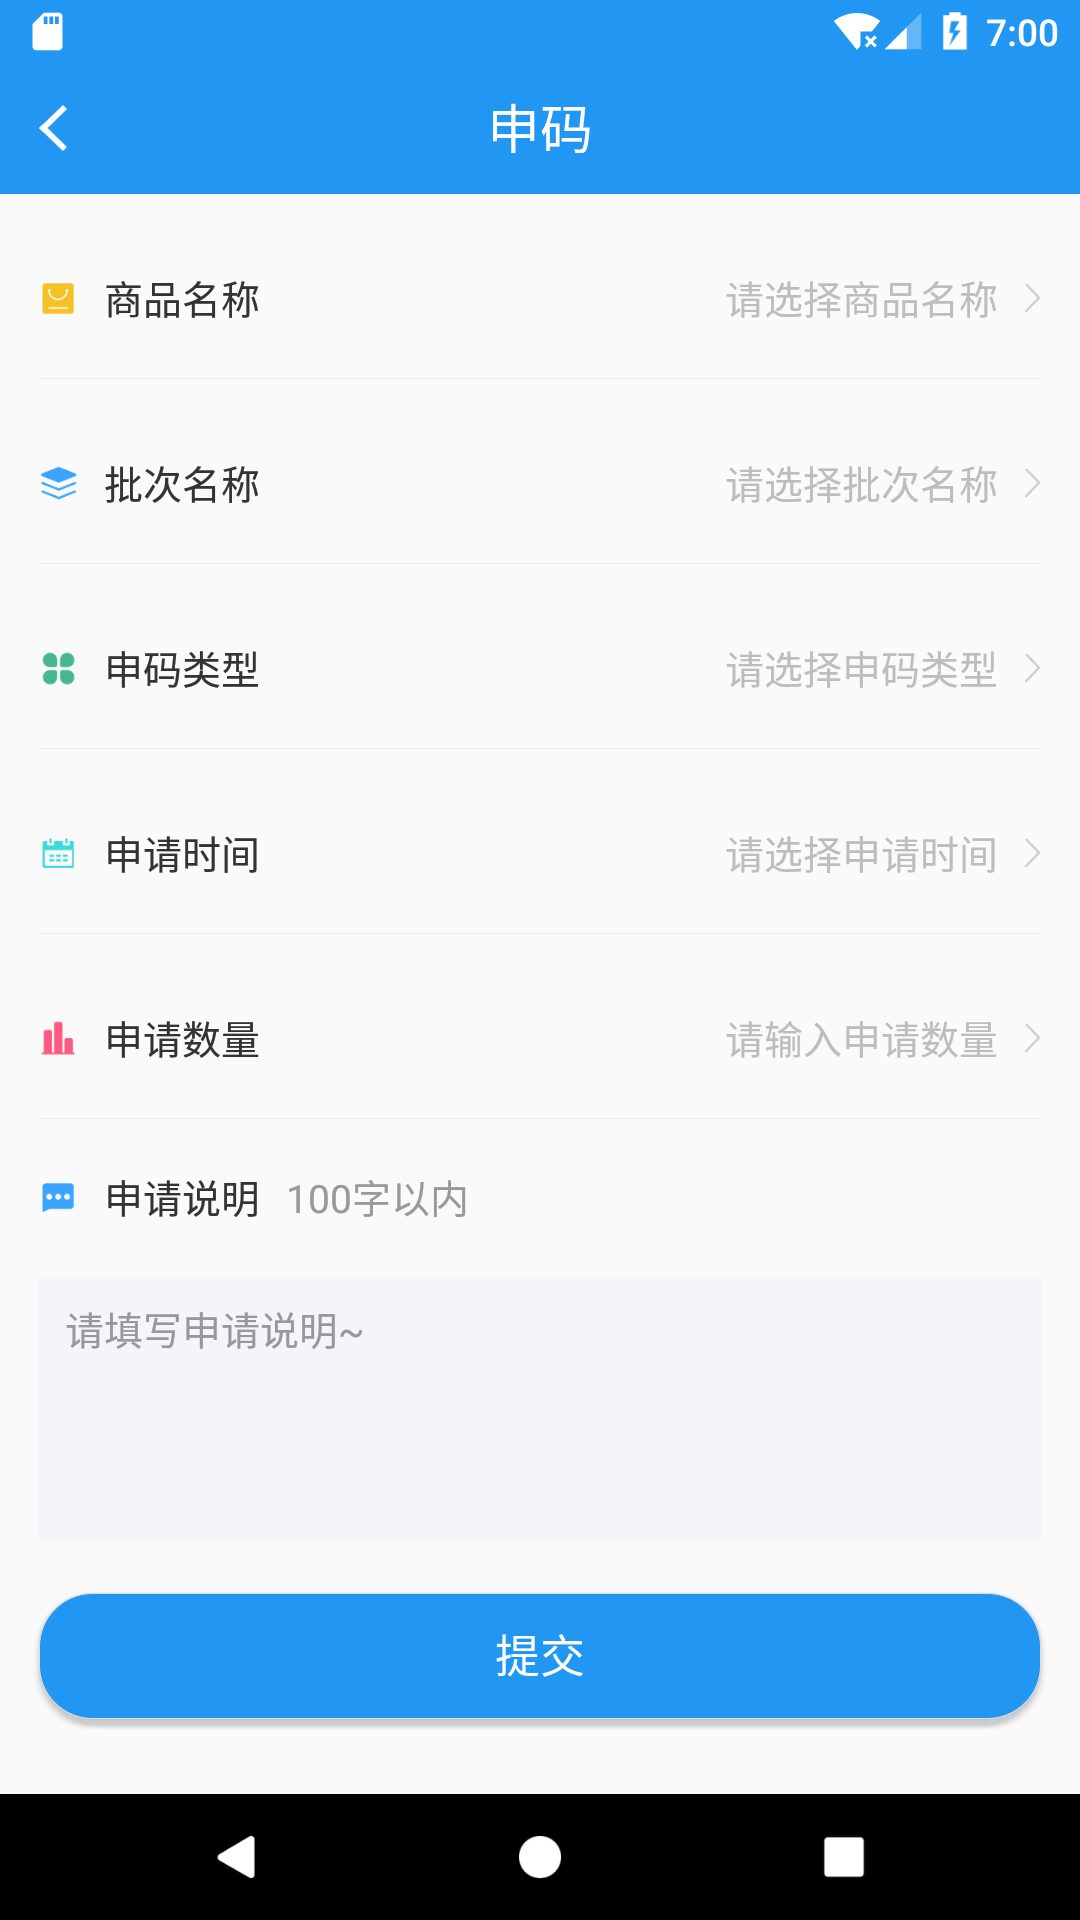 7:00
申码
商品名称 请选择商品名称
批次名称 请选择批次名称
申码类型 请选择申码类型
申请时间 请选择申请时间
申请数量 请输入申请数量
申请说明 100字以内
请填写申请说明~
提交